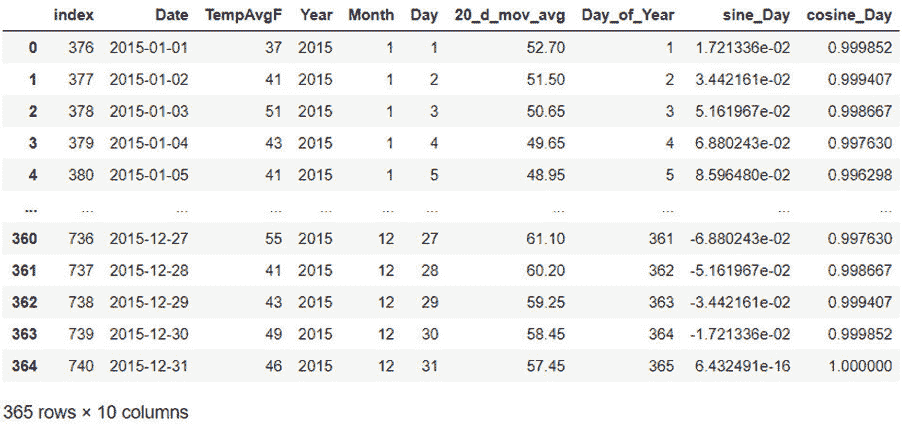 index Date TempAvgF Year Month Day 20_d_mov_avg Day_of_Year sine_Day cosine_Day
0 376 2015-01-01 37 2015 1 1 52.70 1 1.721336e-02 0.999852
1 377 2015-01-02 41 2015 1 2 51.50 2 3.442161e-02 0.999407
2 378 2015-01-03 51 2015 1 3 50.65 3 5.161967e-02 0.998667
3 379 2015-01-04 43 2015 1 4 49.65 4 6.880243e-02 0.997630
4 380 2015-01-05 41 2015 1 5 48.95 5 8.596480e-02 0.996298
... ... ... ... ... ... ... ... ... ... ...
360 736 2015-12-27 55 2015 12 27 61.10 361 -6.880243e-02 0.997630
361 737 2015-12-28 41 2015 12 28 60.20 362 -5.161967e-02 0.998667
362 738 2015-12-29 43 2015 12 29 59.25 363 -3.442161e-02 0.999407
363 739 2015-12-30 49 2015 12 30 58.45 364 -1.721336e-02 0.999852
364 740 2015-12-31 46 2015 12 31 57.45 365 6.432491e-16 1.000000
365 rows × 10 columns